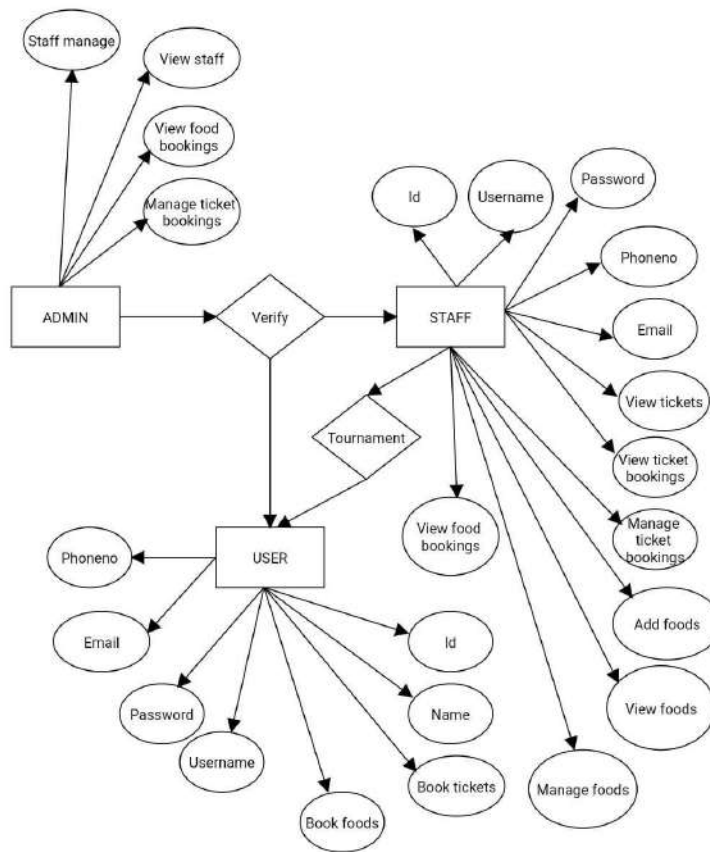 Staff manage
View staff
View food
bookings
Manage ticket
bookings
Id
Username
Password
Phoneno
Email
ADMIN
Verify
STAFF
View tickets
View ticket
bookings
Tournament
View food
bookings
Manage
ticket
bookings
Phoneno
USER
Email
Id
Add foods
Password
Name
View foods
Username
Book tickets
Manage foods
Book foods